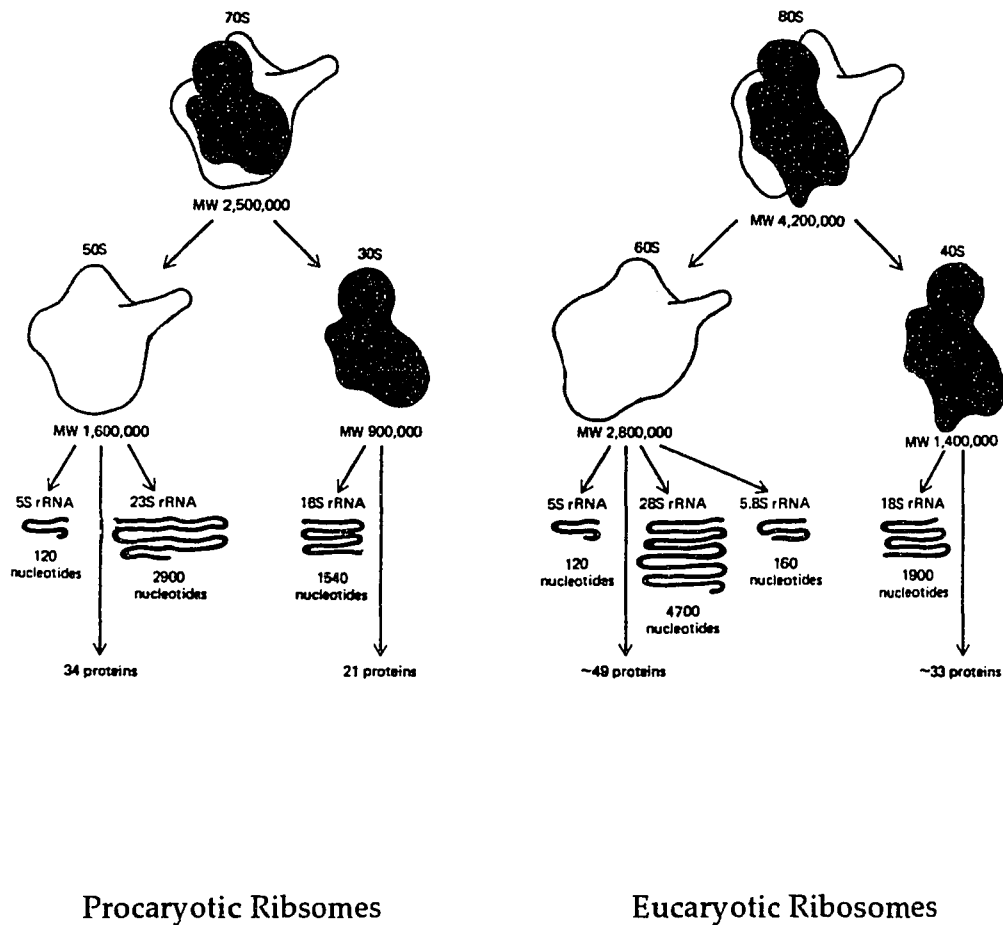 70S
MW 2,500,000
50S
30S
MW 1,600,000
MW 900,000
5S rRNA
23S rRNA
16S rRNA
120
nucleotides
2900
nucleotides
1540
nucleotides
34 proteins
21 proteins
80S
MW 4,200,000
60S
40S
MW 2,800,000
MW 1,400,000
5S rRNA
28S rRNA
5.8S rRNA
18S rRNA
120
nucleotides
4700
nucleotides
160
nucleotides
1900
nucleotides
~49 proteins
~33 proteins
Procaryotic Ribsomes
Eucaryotic Ribosomes